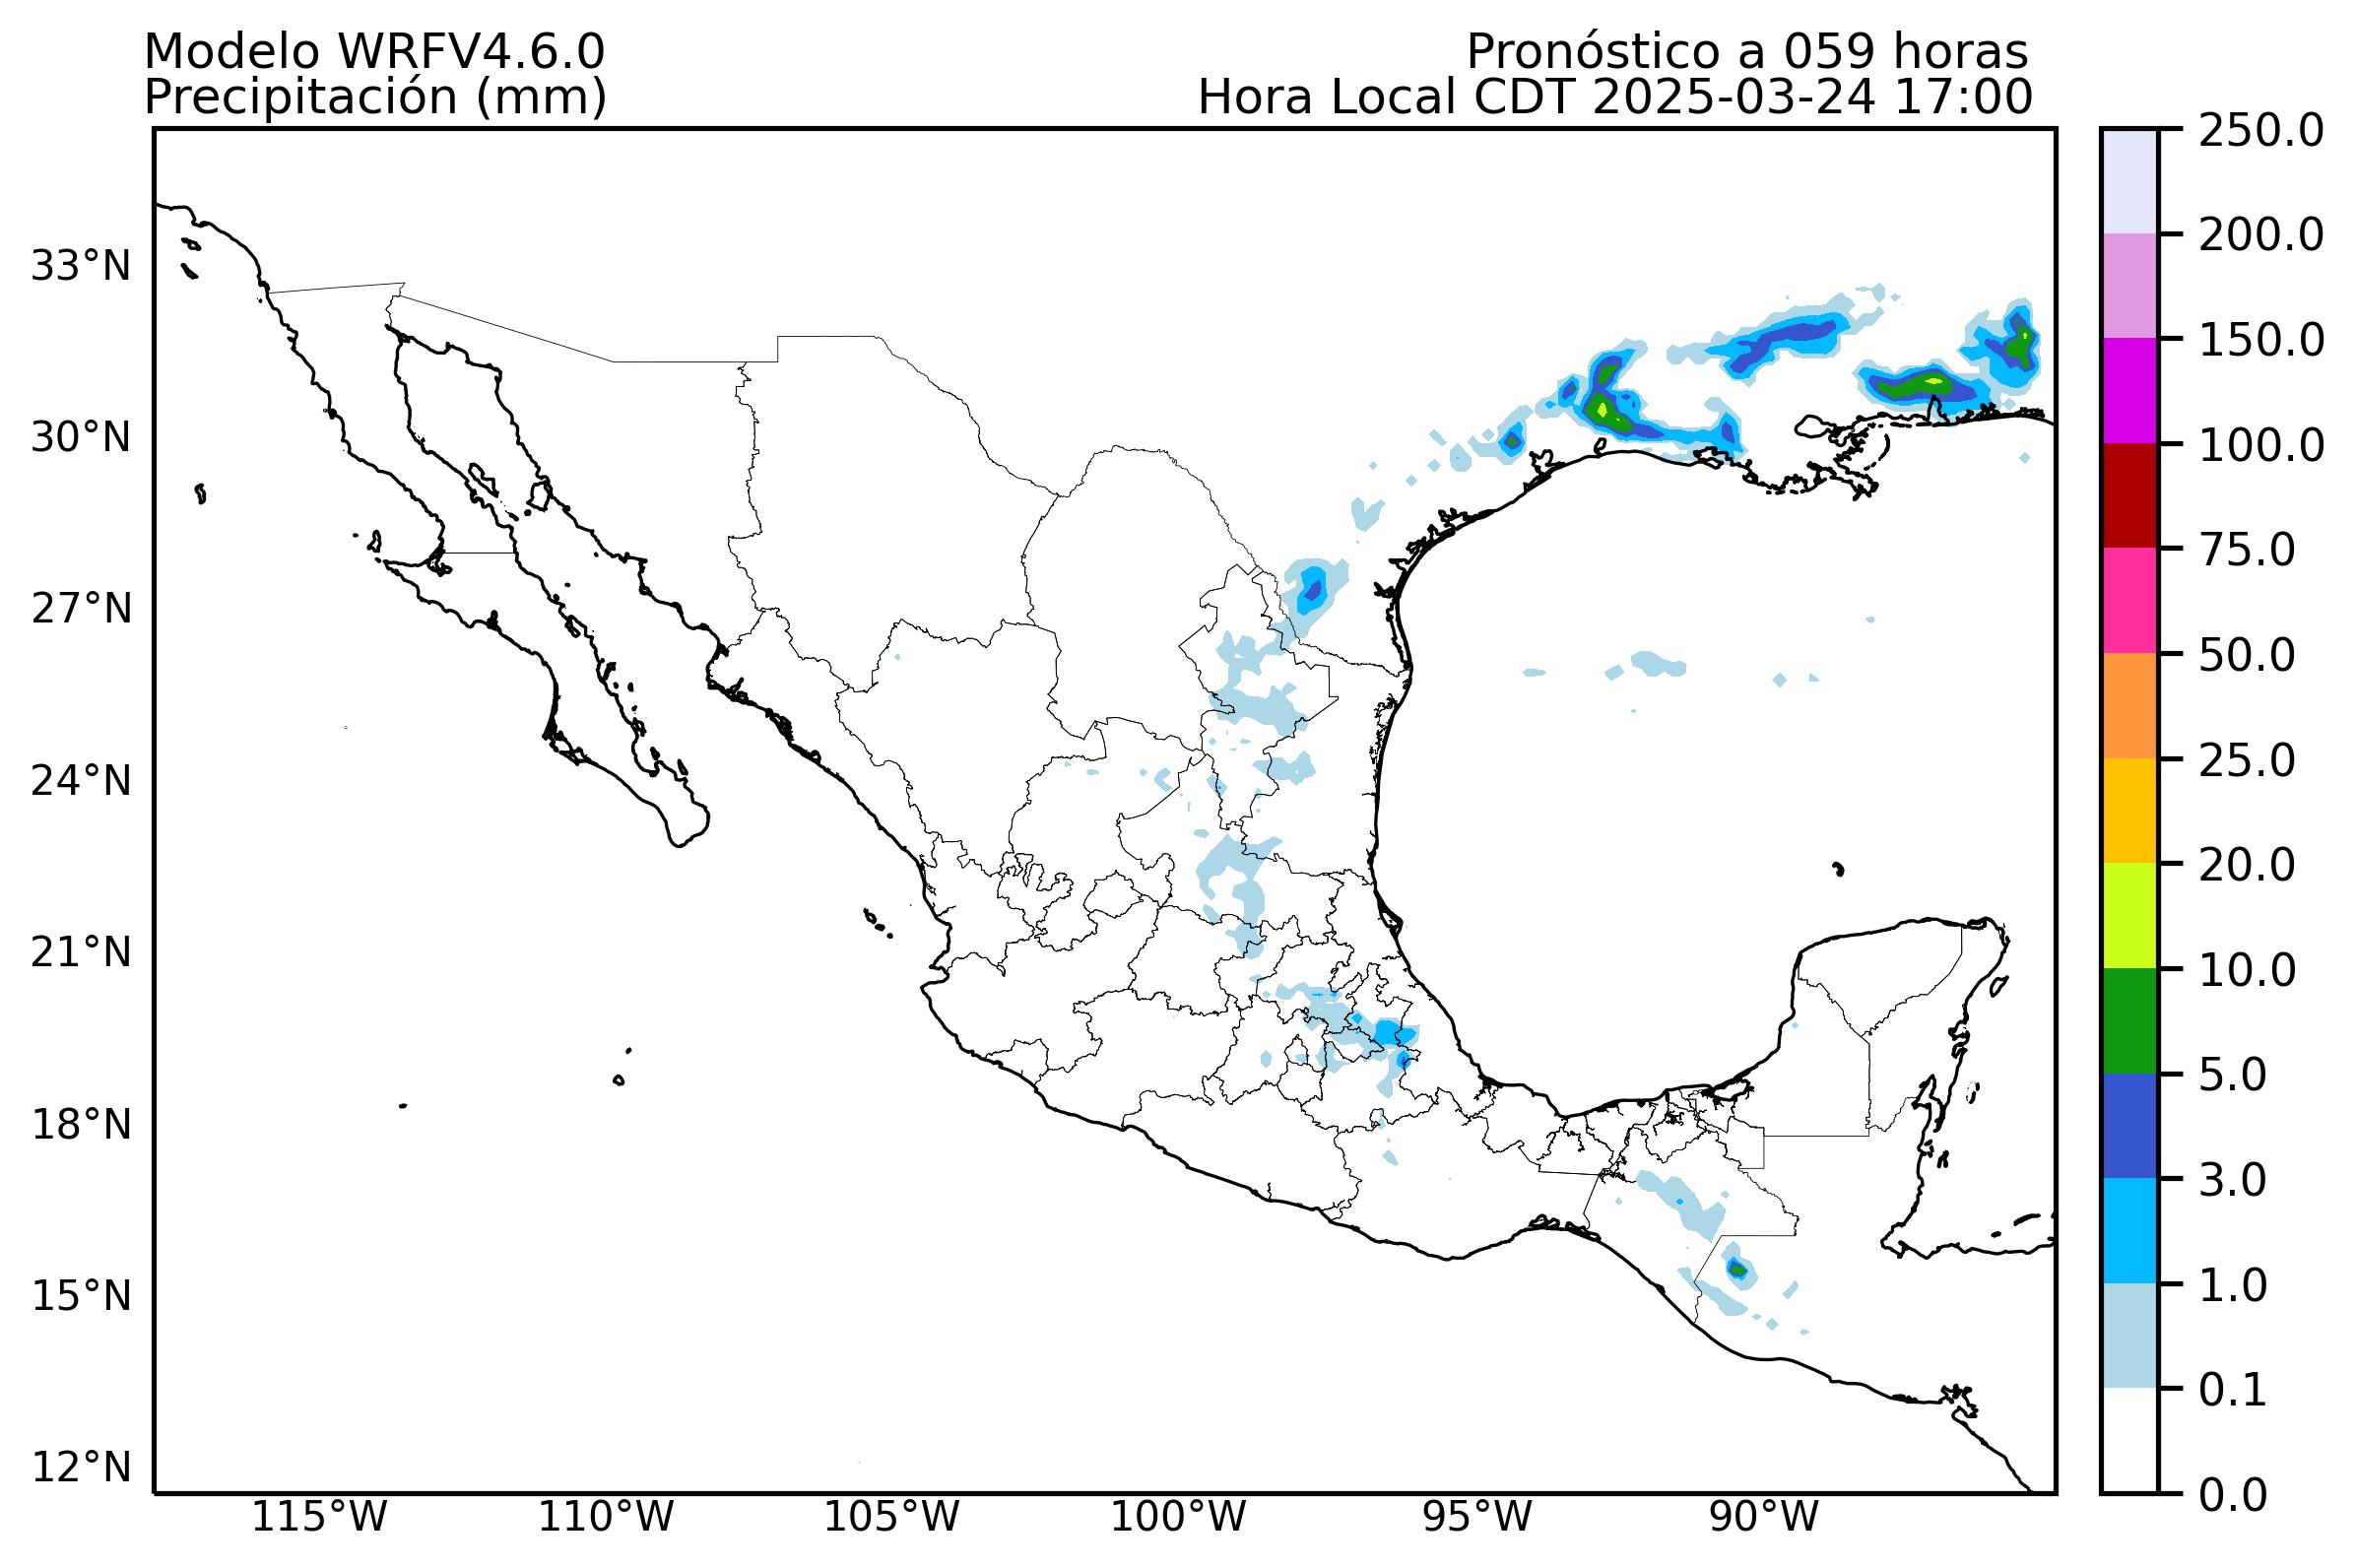 Modelo WRFV4.6.0
Precipitación (mm)
Pronóstico a 059 horas
Hora Local CDT 2025-03-24 17:00
33°N
30°N
27°N
24°N
21°N
18°N
15°N
12°N
115°W
110°W
105°W
100°W
95°W
90°W
250.0
200.0
150.0
100.0
75.0
50.0
25.0
20.0
10.0
5.0
3.0
1.0
0.1
0.0